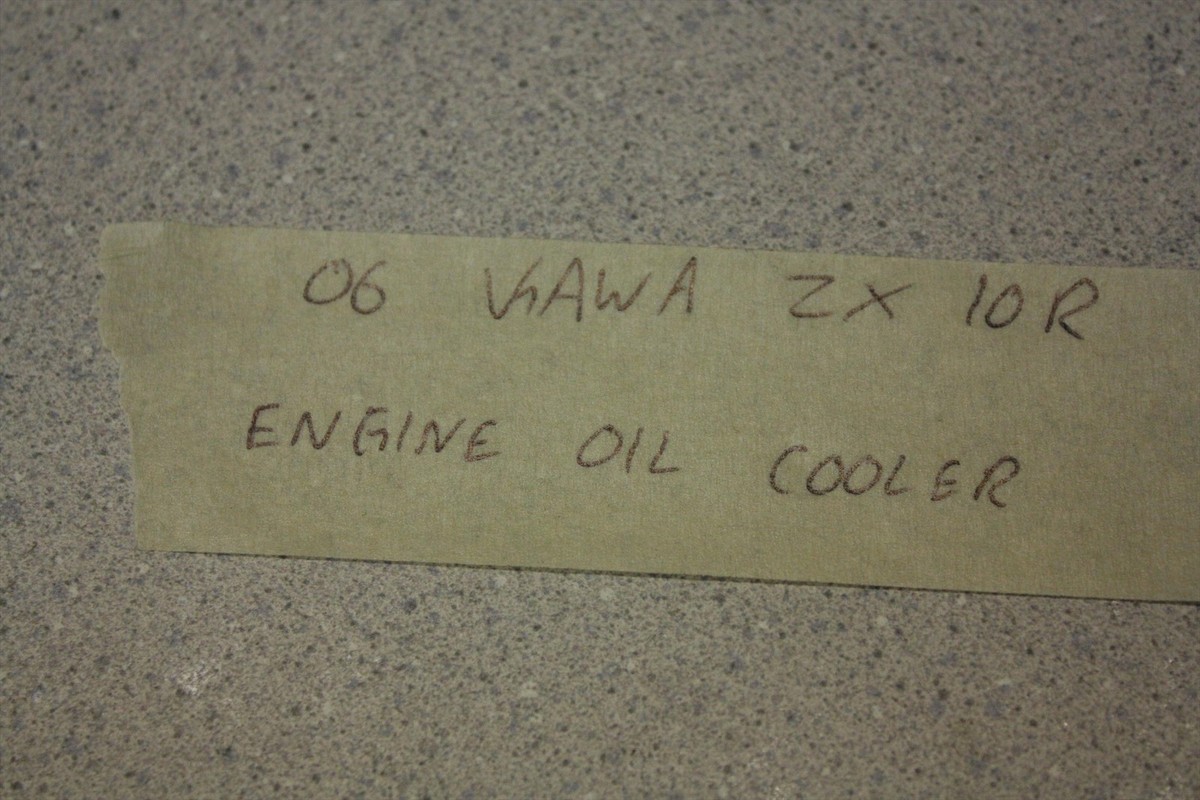 06 KAWA ZX 10R
ENGINE OIL COOLER